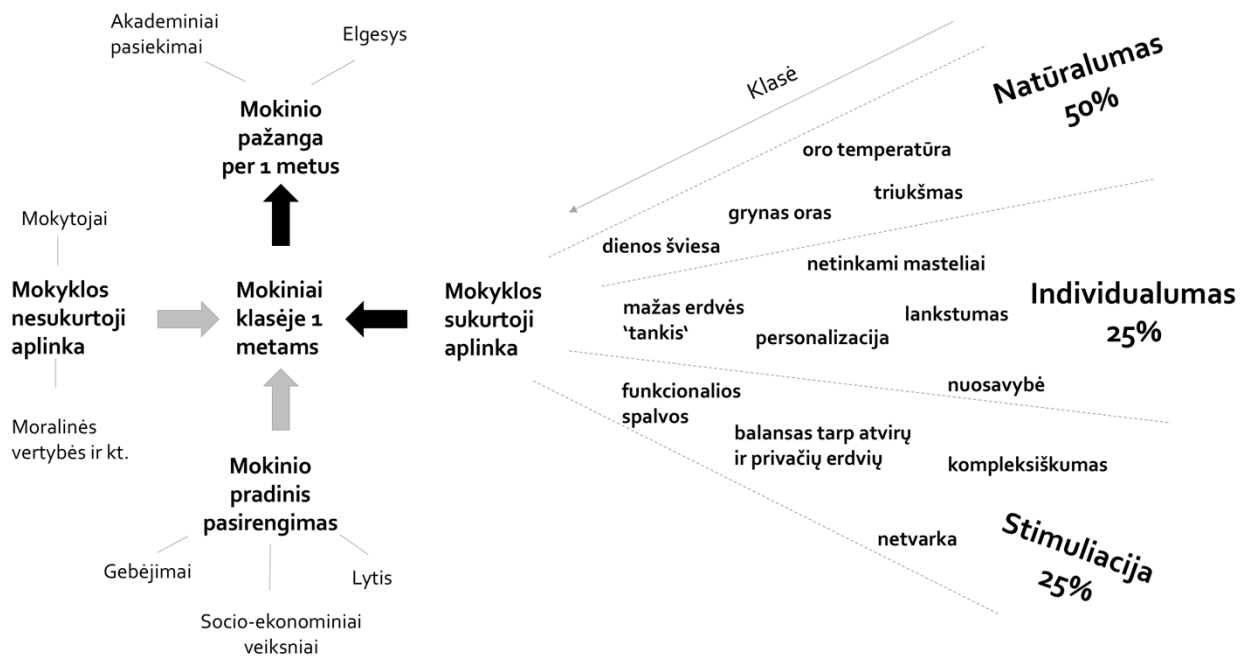 Akademiniai
pasiekimai
Elgesys
Mokinio
pažanga
per 1 metus
Mokytojai
Mokyklos
nesukurtoji
aplinka
Mokiniai
klasėje 1
metams
Mokyklos
sukurtoji
aplinka
Moralinės
vertybės ir kt.
Mokinio
pradinis
pasirengimas
Gebėjimai
Lytis
Socio-ekonominiai
veiksniai
Klasė
Natūralumas
50%
oro temperatūra
triukšmas
grynas oras
dienos šviesa
netinkami masteliai
Individualumas
25%
mažas erdvės
‘tankis‘
lankstumas
personalizacija
nuosavybė
funkcionalios
spalvos
balansas tarp atvirų
ir privačių erdvių
kompleksiškumas
netvarka
Stimuliacija
25%